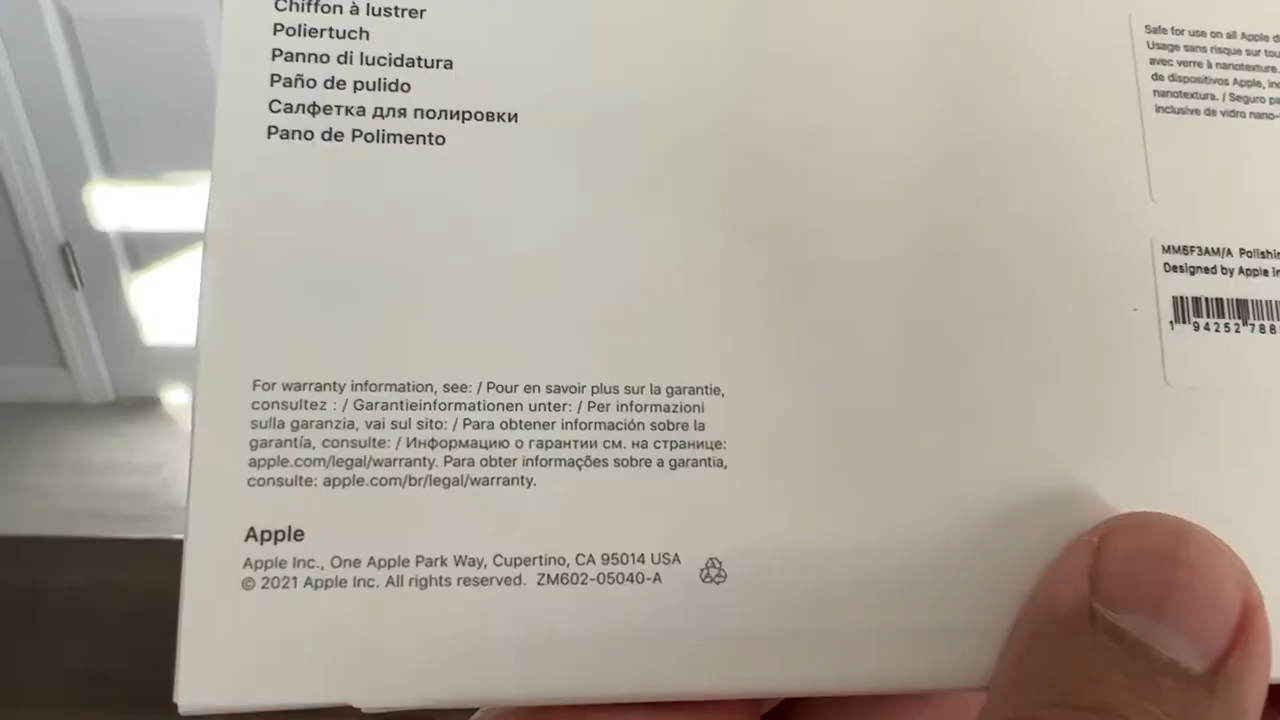 Chiffon à lustrer
Poliertuch
Panno di lucidatura
Paño de pulido
Салфетка для полировки
Pano de Polimento
For warranty information, see: / Pour en savoir plus sur la garantie,
consultez : / Garantieinformationen unter: / Per informazioni
sulla garanzia, vai sul sito: / Para obtener información sobre la
garantía, consulte: / Информацию о гарантии см. на странице:
apple.com/legal/warranty. Para obter informações sobre a garantia,
consulte: apple.com/br/legal/warranty.
Apple
Apple Inc., One Apple Park Way, Cupertino, CA 95014 USA
© 2021 Apple Inc. All rights reserved. ZM602-05040-A
Safe for use on all Apple
Usage sans risque sur
avec verre à nanotexture.
de dispositivos Apple,
nanotextura. / Seguro
inclusive de vidro nano-
MM6F3AM/A
Designed by Apple
1 94252 788